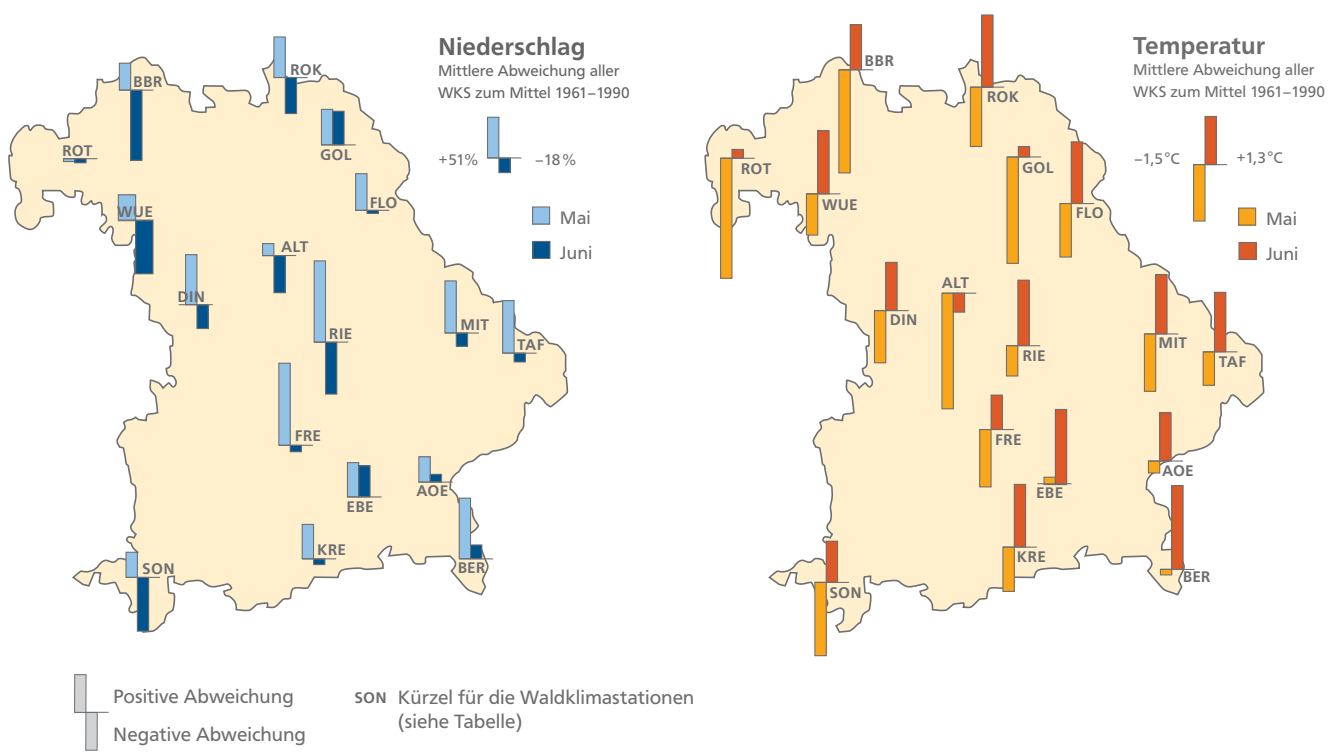 Niederschlag
Mittlere Abweichung aller
WKS zum Mittel 1961–1990
+51% –18%
Mai
Juni
BBR
ROK
ROT
GOL
WUE
FLO
ALT
DIN
RIE
MIT
TAF
FRE
EBE
AOE
KRE
BER
SON
Temperatur
Mittlere Abweichung aller
WKS zum Mittel 1961–1990
–1,5°C +1,3°C
Mai
Juni
BBR
ROK
ROT
GOL
WUE
FLO
ALT
DIN
RIE
MIT
TAF
FRE
EBE
AOE
KRE
BER
SON
Positive Abweichung
Negative Abweichung
SON Kürzel für die Waldklimastationen
(siehe Tabelle)